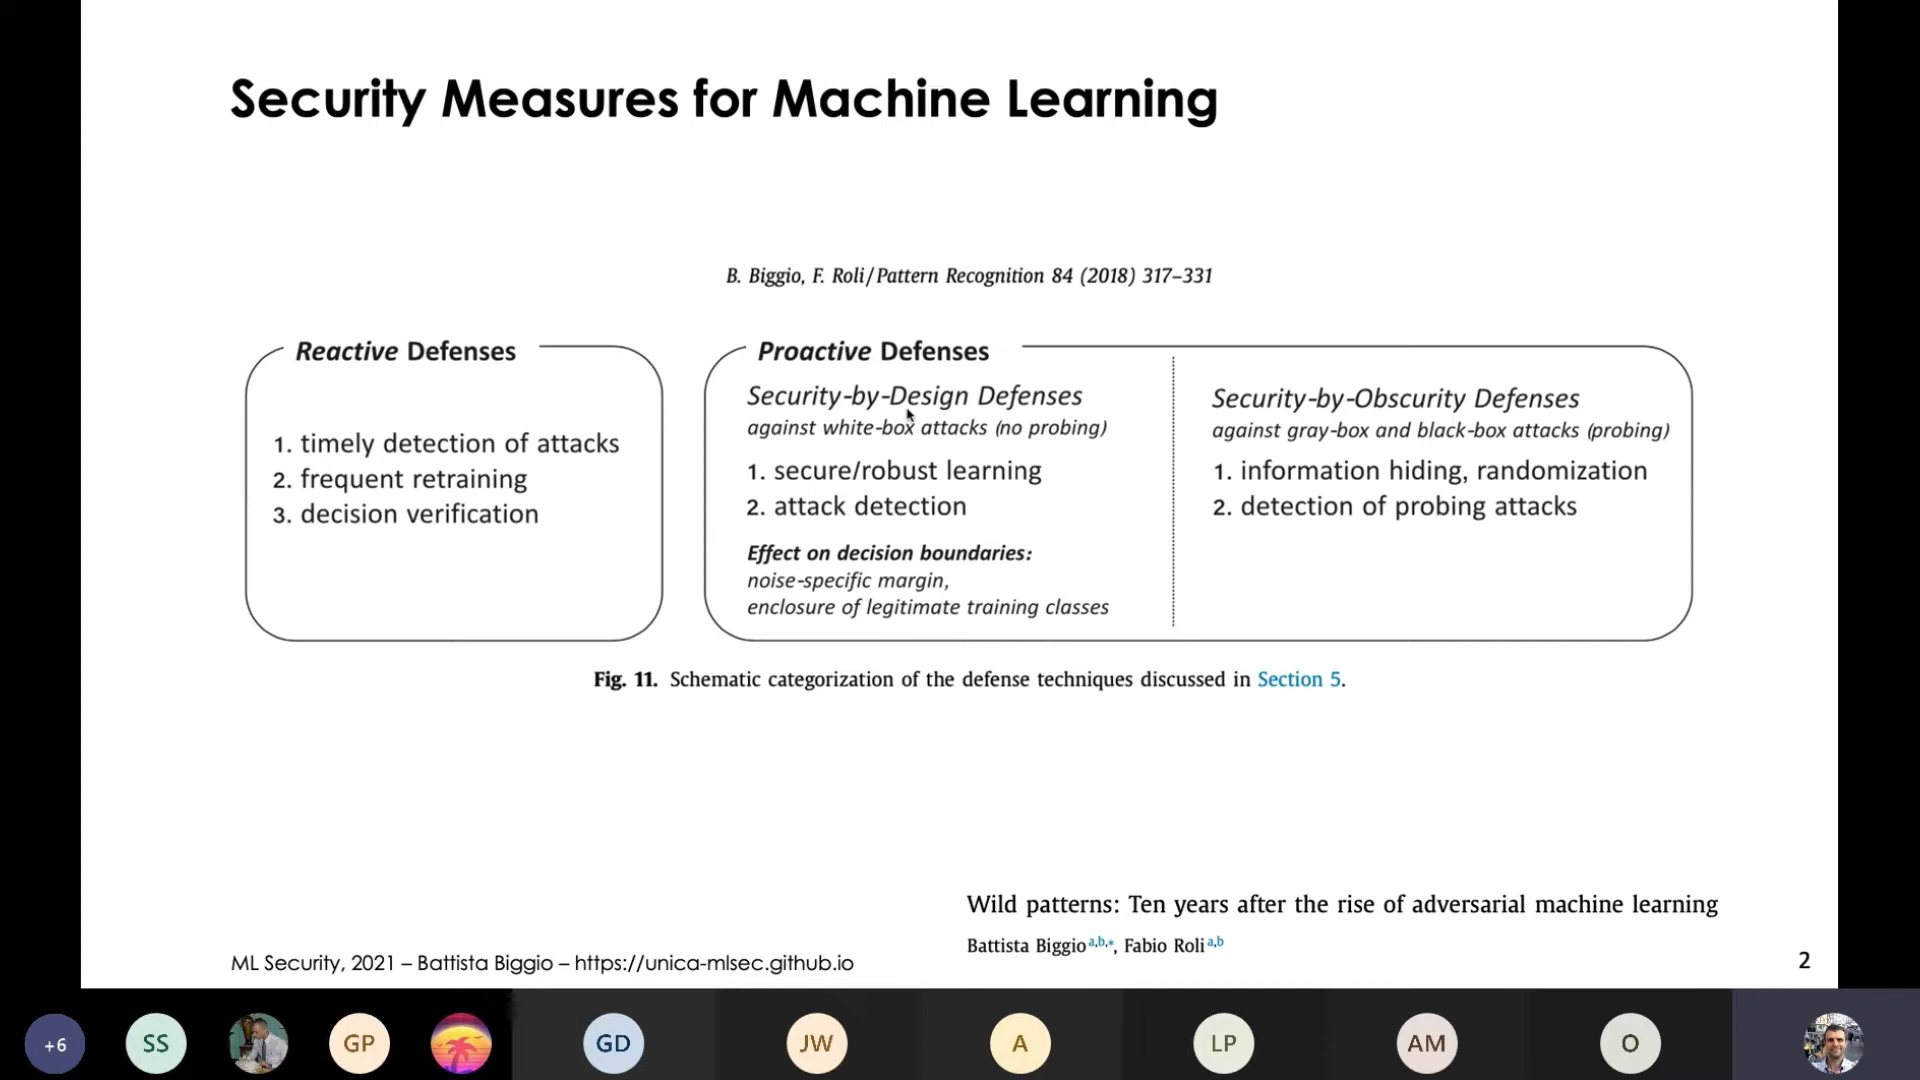 Security Measures for Machine Learning
B. Biggio, F. Roli / Pattern Recognition 84 (2018) 317–331
Reactive Defenses
1. timely detection of attacks
2. frequent retraining
3. decision verification
Proactive Defenses
Security-by-Design Defenses
against white-box attacks (no probing)
1. secure/robust learning
2. attack detection
Effect on decision boundaries:
noise-specific margin,
enclosure of legitimate training classes
Security-by-Obscurity Defenses
against gray-box and black-box attacks (probing)
1. information hiding, randomization
2. detection of probing attacks
Fig. 11. Schematic categorization of the defense techniques discussed in Section 5.
Wild patterns: Ten years after the rise of adversarial machine learning
Battista Biggio a,b,*, Fabio Roli a,b
ML Security, 2021 – Battista Biggio – https://unica-mlsec.github.io
2
+6
SS
GP
GD
JW
A
LP
AM
O